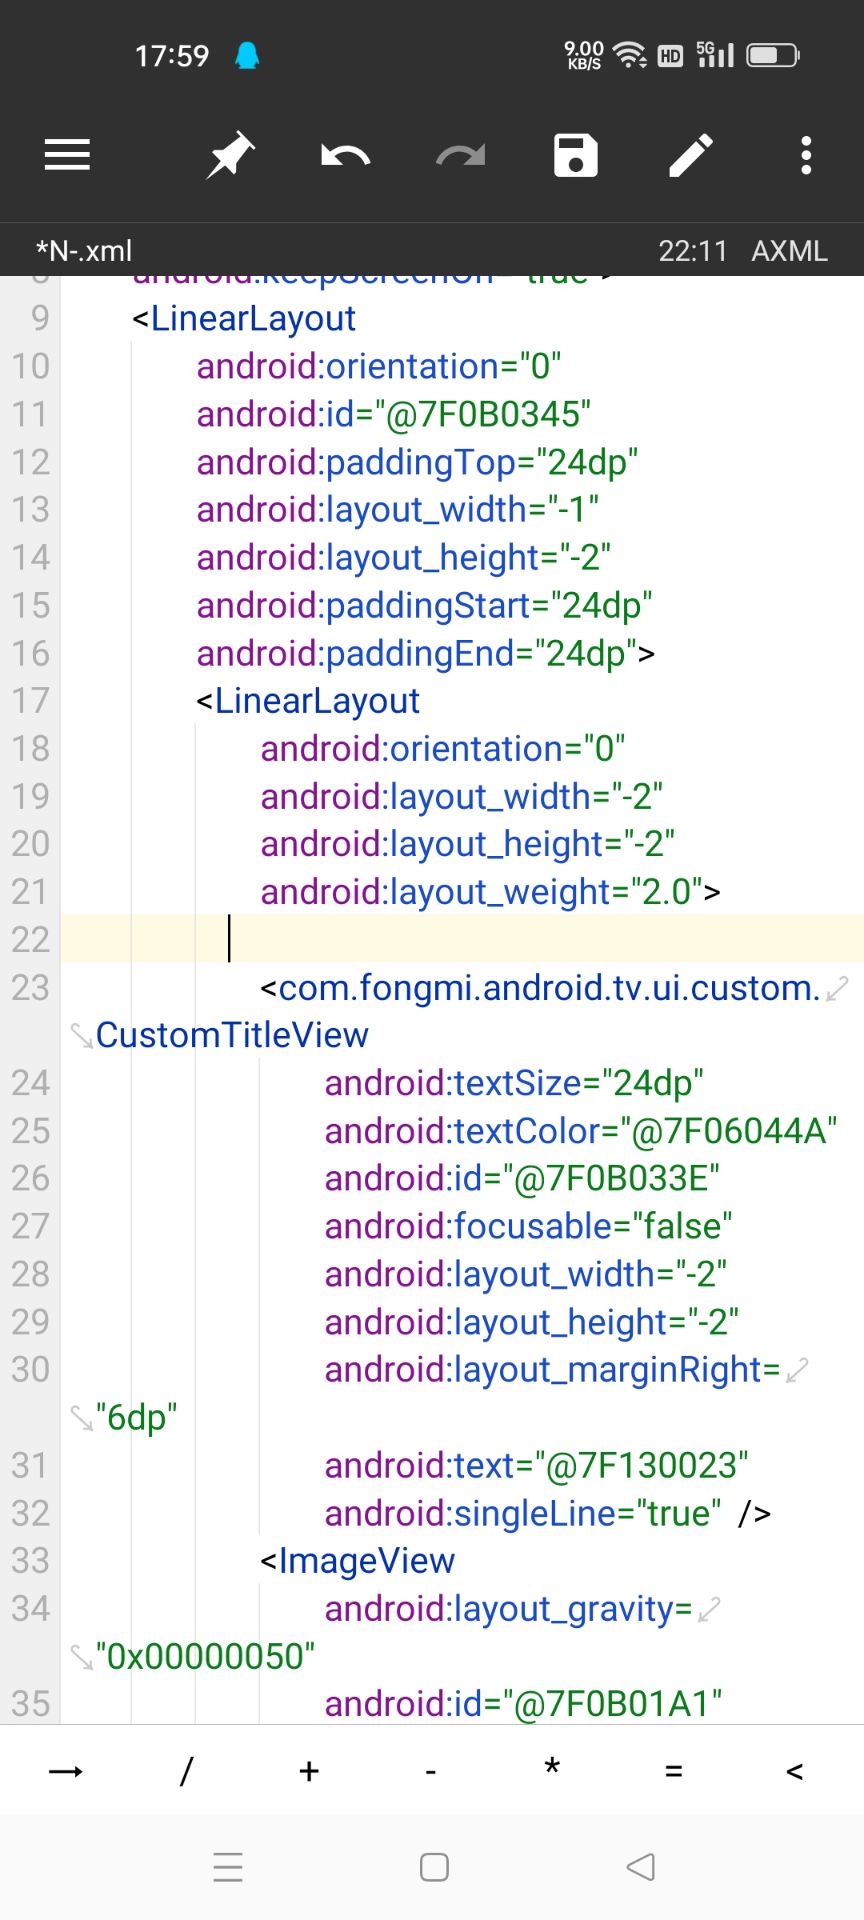 17:59 9.00 KB/S HD 5G
*N-.xml 22:11 AXML
8 android:keepScreenOn="true">
9 <LinearLayout
10 android:orientation="0"
11 android:id="@7F0B0345"
12 android:paddingTop="24dp"
13 android:layout_width="-1"
14 android:layout_height="-2"
15 android:paddingStart="24dp"
16 android:paddingEnd="24dp">
17 <LinearLayout
18 android:orientation="0"
19 android:layout_width="-2"
20 android:layout_height="-2"
21 android:layout_weight="2.0">
22
23 <com.fongmi.android.tv.ui.custom.
CustomTitleView
24 android:textSize="24dp"
25 android:textColor="@7F06044A"
26 android:id="@7F0B033E"
27 android:focusable="false"
28 android:layout_width="-2"
29 android:layout_height="-2"
30 android:layout_marginRight=
"6dp"
31 android:text="@7F130023"
32 android:singleLine="true" />
33 <ImageView
34 android:layout_gravity=
"0x00000050"
35 android:id="@7F0B01A1"
→ / + - * = <